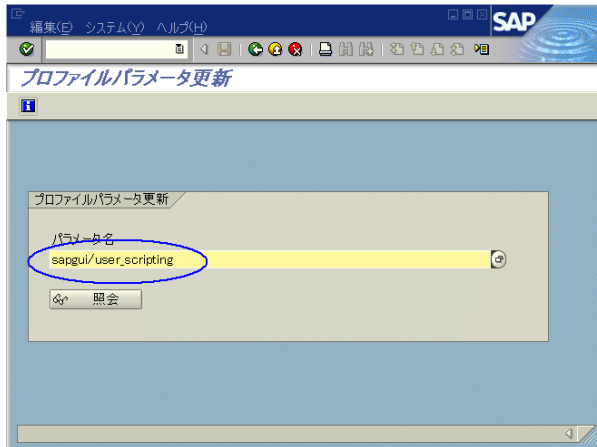 編集(E) システム(Y) ヘルプ(H)
SAP
プロファイルパラメータ更新
プロファイルパラメータ更新
パラメータ名
sapgui/user_scripting
照会